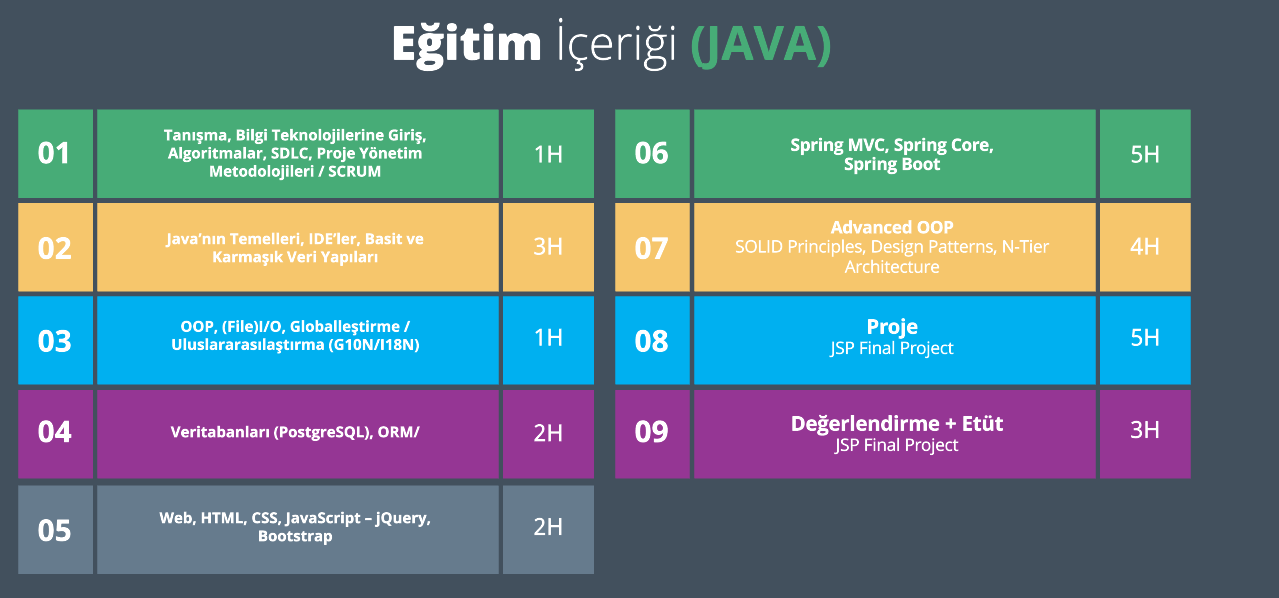 Eğitim İçeriği (JAVA)
01
Tanışma, Bilgi Teknolojilerine Giriş,
Algoritmalar, SDLC, Proje Yönetim
Metodolojileri / SCRUM
1H
02
Java’nın Temelleri, IDE’ler, Basit ve
Karmaşık Veri Yapıları
3H
03
OOP, (File)I/O, Globalleştirme /
Uluslararasılaştırma (G10N/I18N)
1H
04
Veritabanları (PostgreSQL), ORM/
2H
05
Web, HTML, CSS, JavaScript – jQuery,
Bootstrap
2H
06
Spring MVC, Spring Core,
Spring Boot
5H
07
Advanced OOP
SOLID Principles, Design Patterns, N-Tier
Architecture
4H
08
Proje
JSP Final Project
5H
09
Değerlendirme + Etüt
JSP Final Project
3H